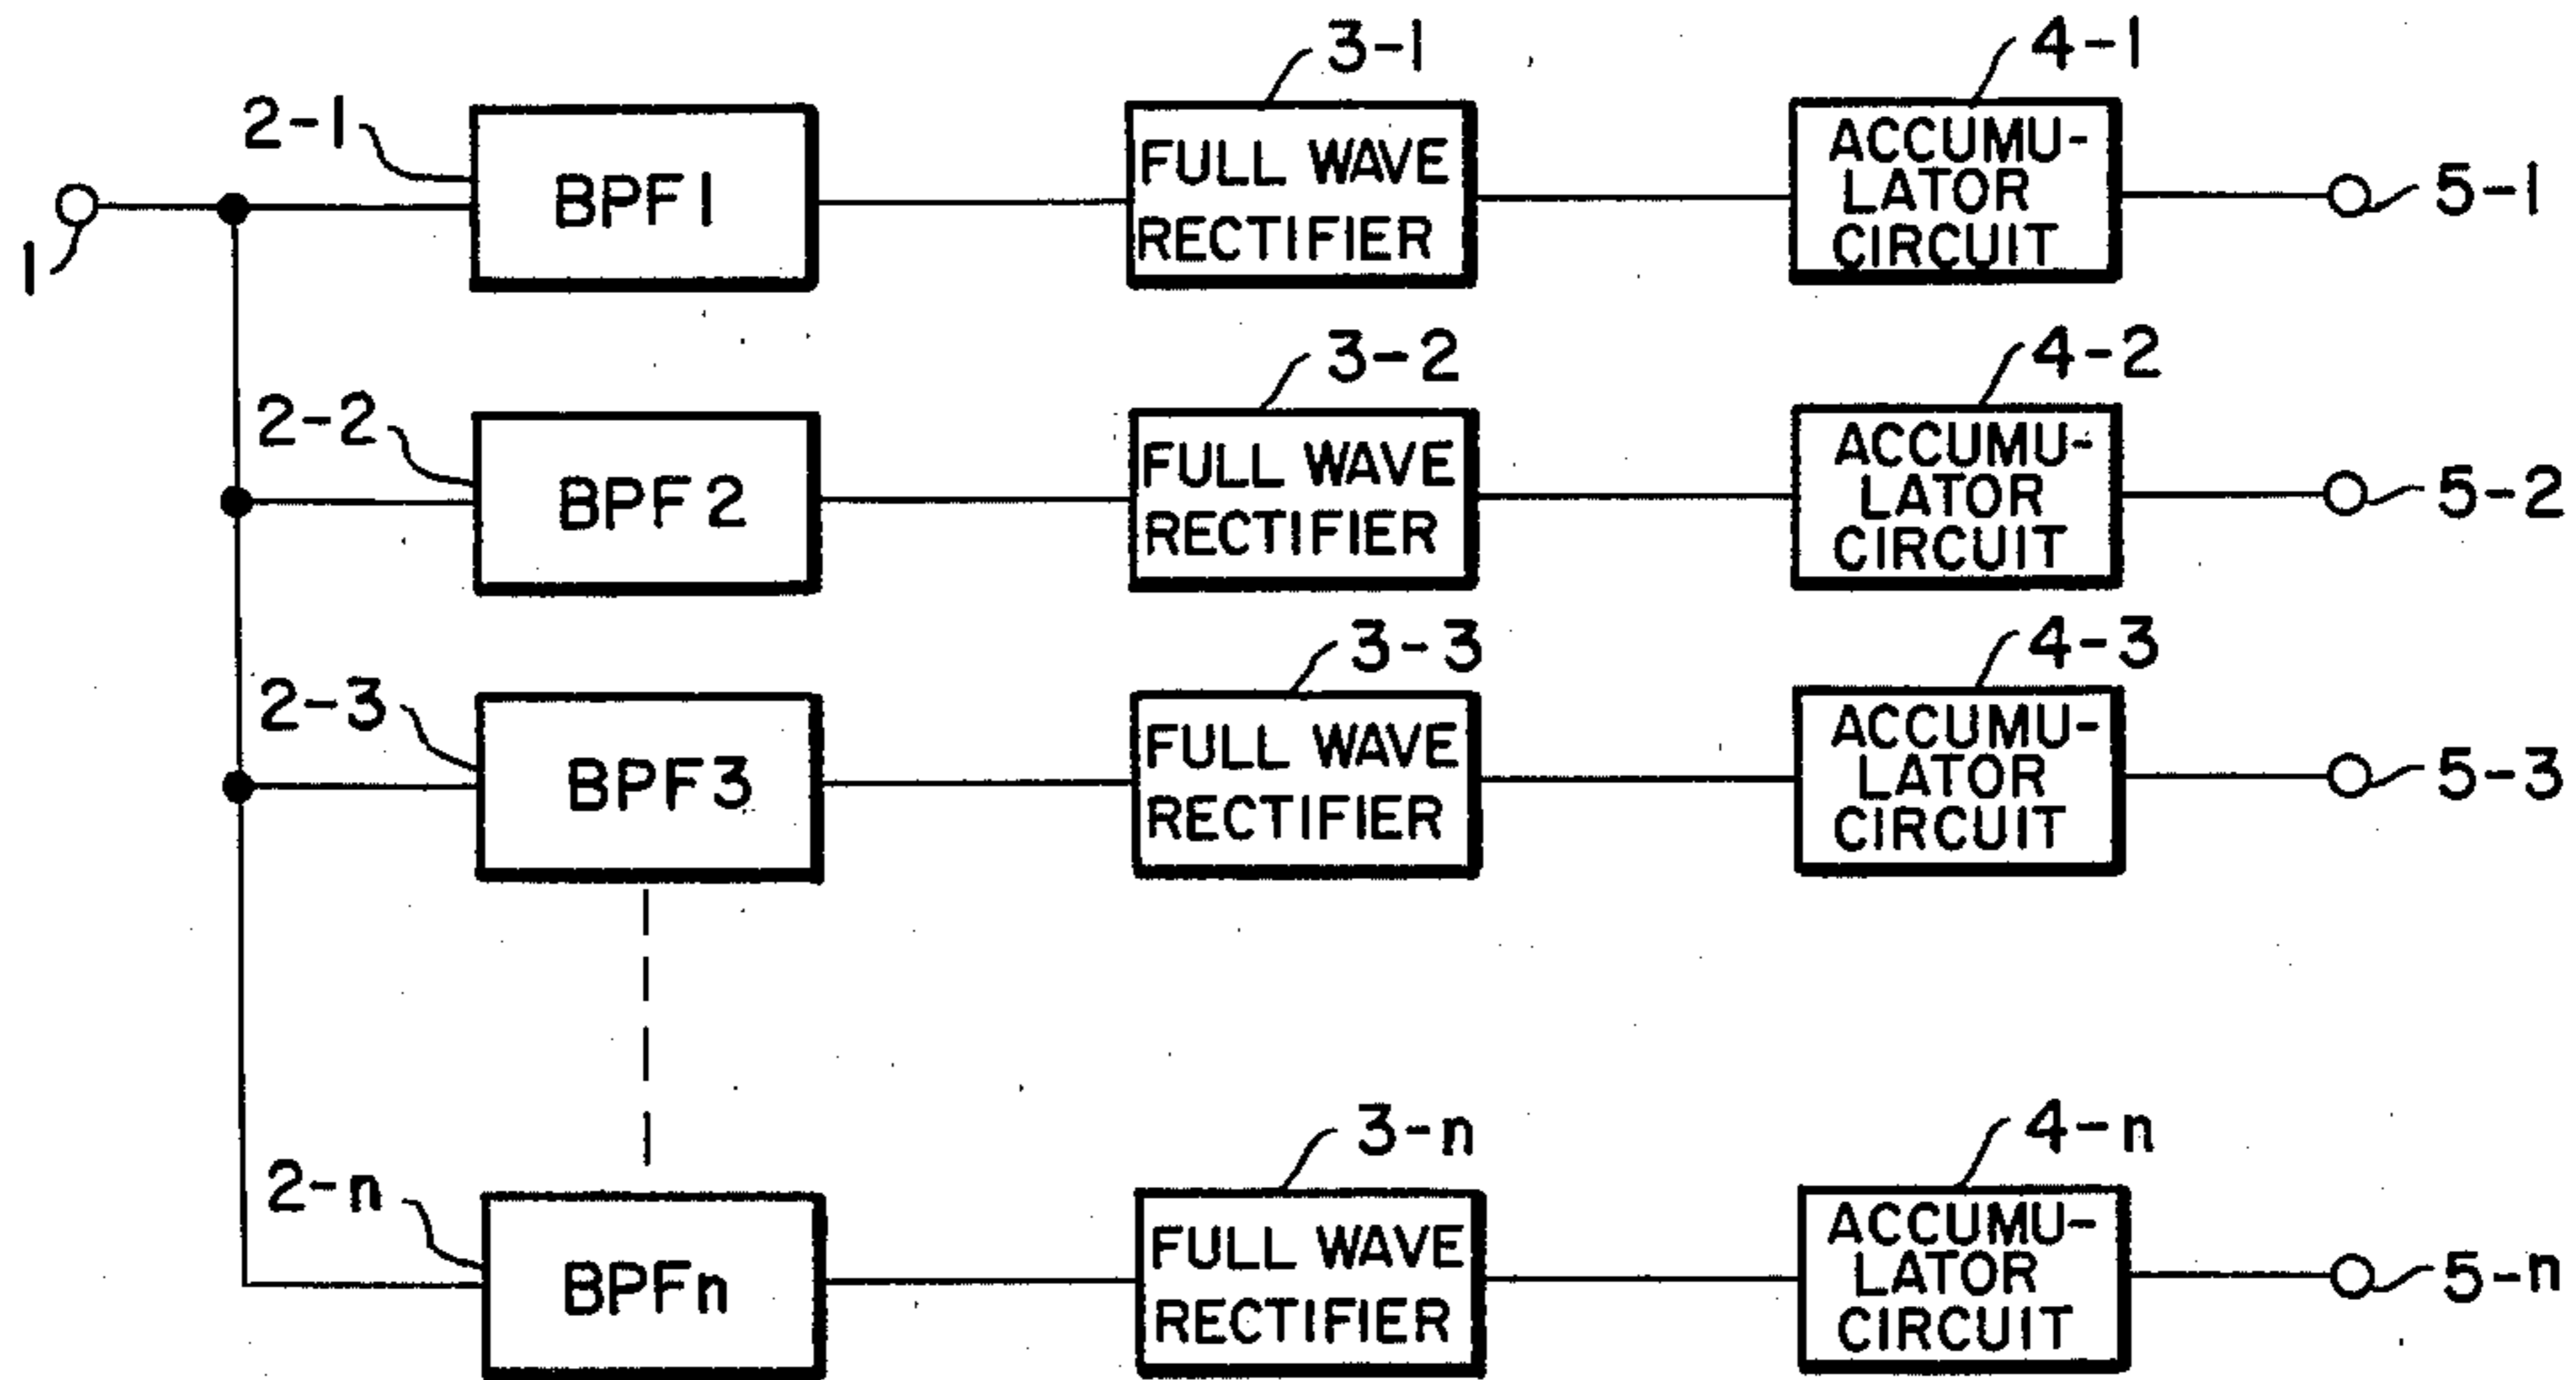 3-1
4-1
2-1
1
BPF1
FULL WAVE
RECTIFIER
ACCUMU-
LATOR
CIRCUIT
5-1
3-2
4-2
2-2
BPF2
FULL WAVE
RECTIFIER
ACCUMU-
LATOR
CIRCUIT
5-2
3-3
4-3
2-3
BPF3
FULL WAVE
RECTIFIER
ACCUMU-
LATOR
CIRCUIT
5-3
3-n
4-n
2-n
BPFn
FULL WAVE
RECTIFIER
ACCUMU-
LATOR
CIRCUIT
5-n